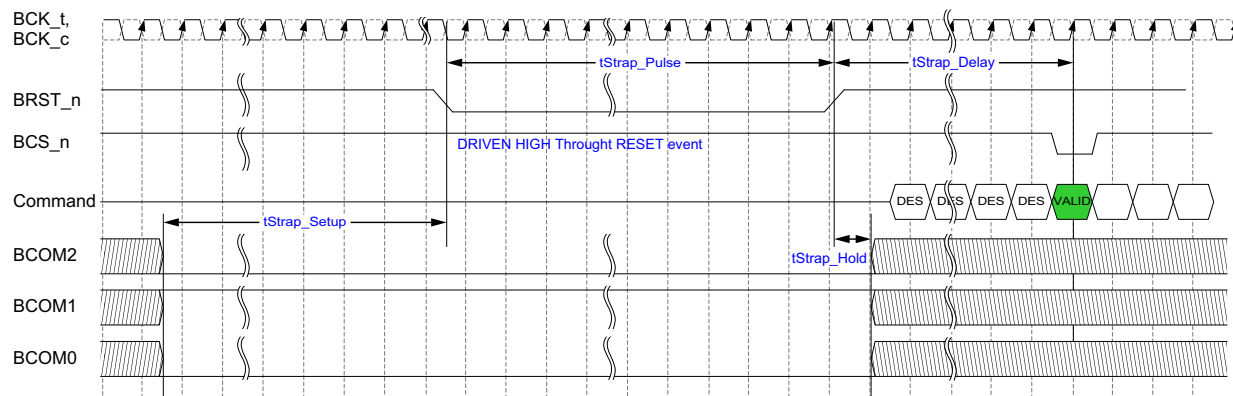 BCK_t,
BCK_c
tStrap_Pulse
tStrap_Delay
BRST_n
BCS_n
DRIVEN HIGH Throught RESET event
Command
DES
DES
DES
DES
VALID
tStrap_Setup
BCOM2
tStrap_Hold
BCOM1
BCOM0